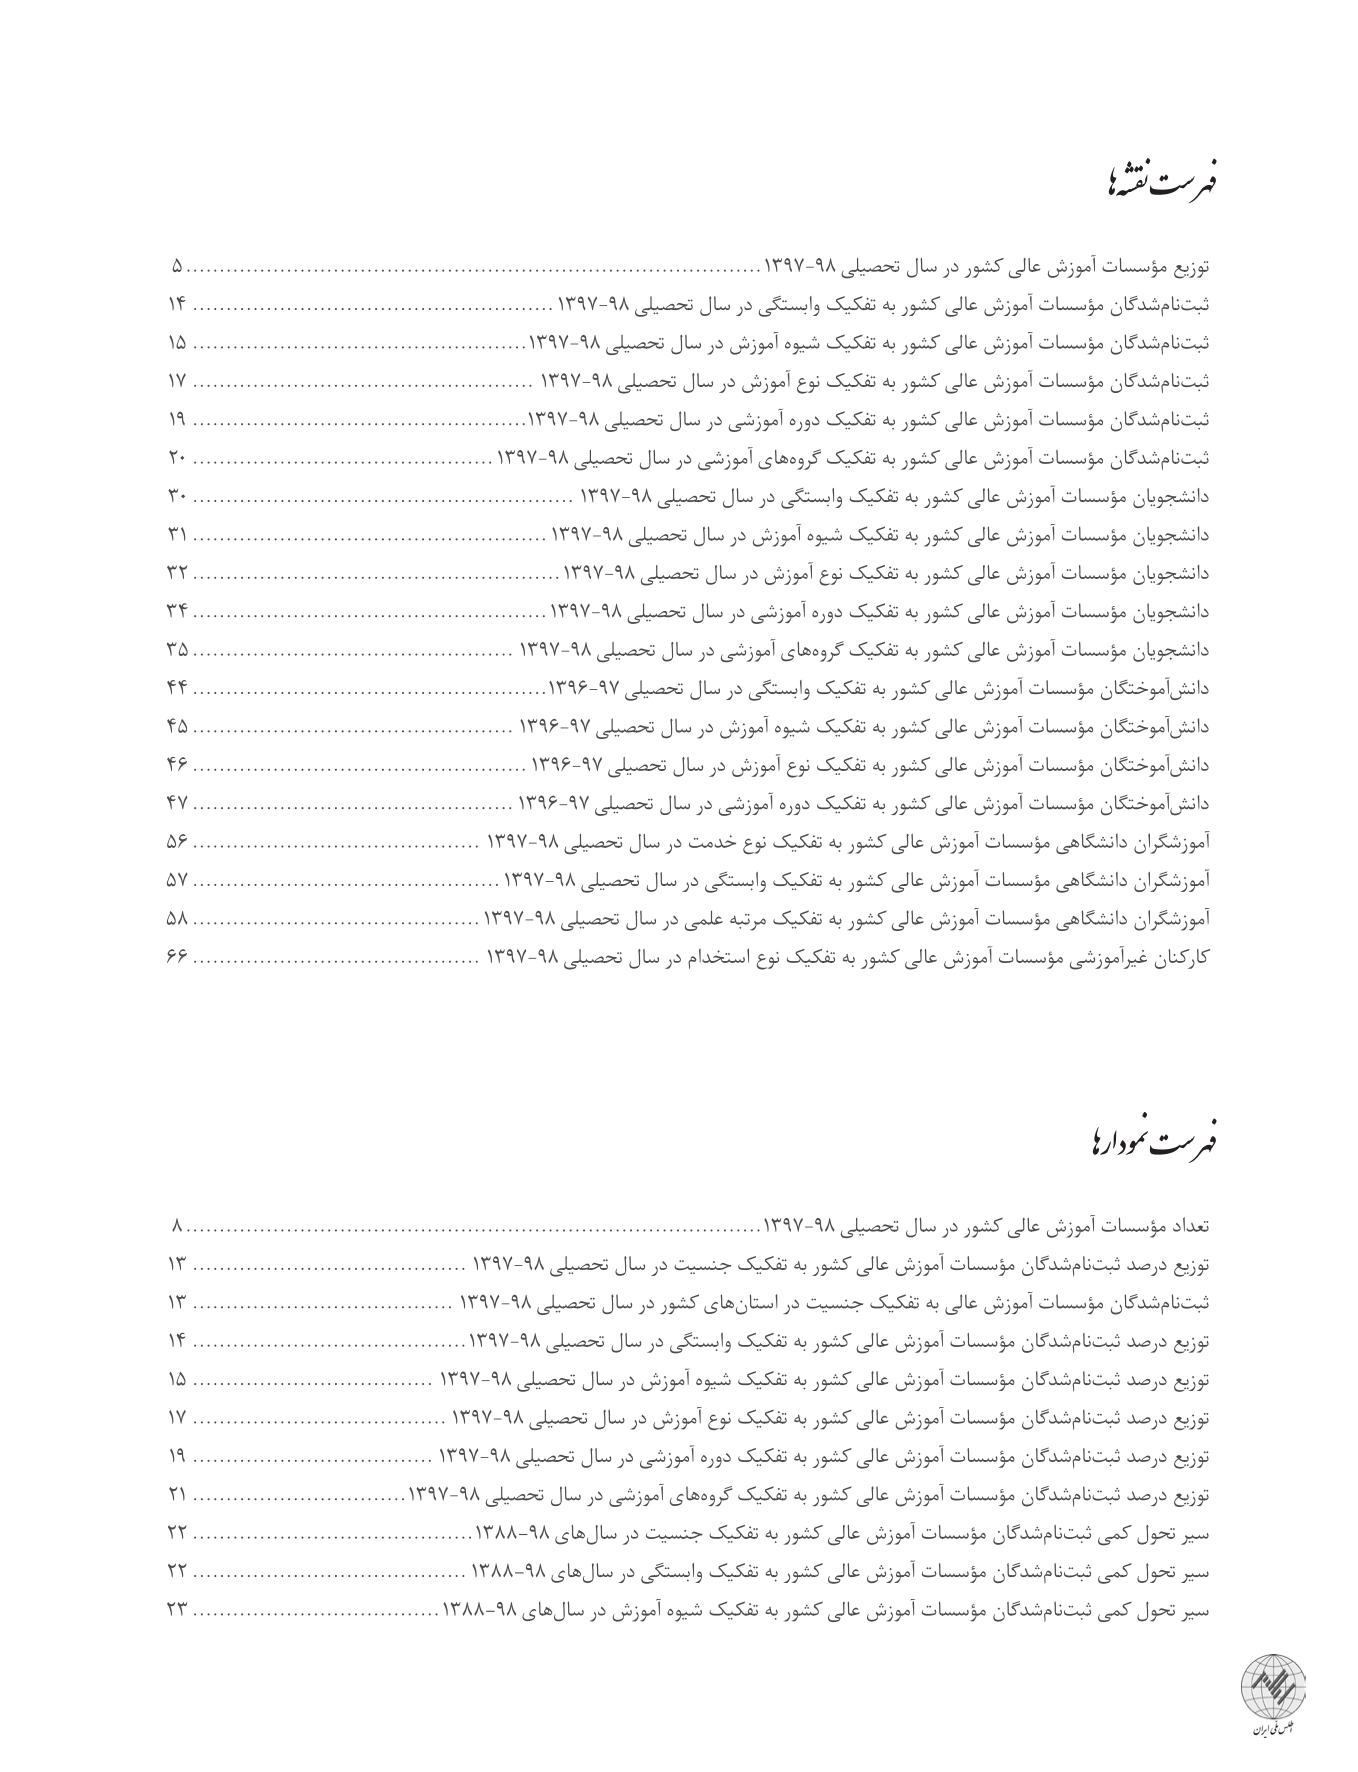 فهرست نقشه‌ها
توزیع مؤسسات آموزش عالی کشور در سال تحصیلی ۹۸-۱۳۹۷ ........................................ ۵
ثبت‌نام‌شدگان مؤسسات آموزش عالی کشور به تفکیک وابستگی در سال تحصیلی ۹۸-۱۳۹۷ ........................................ ۱۴
ثبت‌نام‌شدگان مؤسسات آموزش عالی کشور به تفکیک شیوه آموزش در سال تحصیلی ۹۸-۱۳۹۷ ........................................ ۱۵
ثبت‌نام‌شدگان مؤسسات آموزش عالی کشور به تفکیک نوع آموزش در سال تحصیلی ۹۸-۱۳۹۷ ........................................ ۱۷
ثبت‌نام‌شدگان مؤسسات آموزش عالی کشور به تفکیک دوره آموزشی در سال تحصیلی ۹۸-۱۳۹۷ ........................................ ۱۹
ثبت‌نام‌شدگان مؤسسات آموزش عالی کشور به تفکیک گروه‌های آموزشی در سال تحصیلی ۹۸-۱۳۹۷ ........................................ ۲۰
دانشجویان مؤسسات آموزش عالی کشور به تفکیک وابستگی در سال تحصیلی ۹۸-۱۳۹۷ ........................................ ۳۰
دانشجویان مؤسسات آموزش عالی کشور به تفکیک شیوه آموزش در سال تحصیلی ۹۸-۱۳۹۷ ........................................ ۳۱
دانشجویان مؤسسات آموزش عالی کشور به تفکیک نوع آموزش در سال تحصیلی ۹۸-۱۳۹۷ ........................................ ۳۲
دانشجویان مؤسسات آموزش عالی کشور به تفکیک دوره آموزشی در سال تحصیلی ۹۸-۱۳۹۷ ........................................ ۳۴
دانشجویان مؤسسات آموزش عالی کشور به تفکیک گروه‌های آموزشی در سال تحصیلی ۹۸-۱۳۹۷ ........................................ ۳۵
دانش‌آموختگان مؤسسات آموزش عالی کشور به تفکیک وابستگی در سال تحصیلی ۹۷-۱۳۹۶ ........................................ ۴۴
دانش‌آموختگان مؤسسات آموزش عالی کشور به تفکیک شیوه آموزش در سال تحصیلی ۹۷-۱۳۹۶ ........................................ ۴۵
دانش‌آموختگان مؤسسات آموزش عالی کشور به تفکیک نوع آموزش در سال تحصیلی ۹۷-۱۳۹۶ ........................................ ۴۶
دانش‌آموختگان مؤسسات آموزش عالی کشور به تفکیک دوره آموزشی در سال تحصیلی ۹۷-۱۳۹۶ ........................................ ۴۷
آموزشگران دانشگاهی مؤسسات آموزش عالی کشور به تفکیک نوع خدمت در سال تحصیلی ۹۸-۱۳۹۷ ........................................ ۵۶
آموزشگران دانشگاهی مؤسسات آموزش عالی کشور به تفکیک وابستگی در سال تحصیلی ۹۸-۱۳۹۷ ........................................ ۵۷
آموزشگران دانشگاهی مؤسسات آموزش عالی کشور به تفکیک مرتبه علمی در سال تحصیلی ۹۸-۱۳۹۷ ........................................ ۵۸
کارکنان غیرآموزشی مؤسسات آموزش عالی کشور به تفکیک نوع استخدام در سال تحصیلی ۹۸-۱۳۹۷ ........................................ ۶۶
فهرست نمودارها
تعداد مؤسسات آموزش عالی کشور در سال تحصیلی ۹۸-۱۳۹۷ ........................................ ۸
توزیع درصد ثبت‌نام‌شدگان مؤسسات آموزش عالی کشور به تفکیک جنسیت در سال تحصیلی ۹۸-۱۳۹۷ ........................................ ۱۳
ثبت‌نام‌شدگان مؤسسات آموزش عالی به تفکیک جنسیت در استان‌های کشور در سال تحصیلی ۹۸-۱۳۹۷ ........................................ ۱۳
توزیع درصد ثبت‌نام‌شدگان مؤسسات آموزش عالی کشور به تفکیک وابستگی در سال تحصیلی ۹۸-۱۳۹۷ ........................................ ۱۴
توزیع درصد ثبت‌نام‌شدگان مؤسسات آموزش عالی کشور به تفکیک شیوه آموزش در سال تحصیلی ۹۸-۱۳۹۷ ........................................ ۱۵
توزیع درصد ثبت‌نام‌شدگان مؤسسات آموزش عالی کشور به تفکیک نوع آموزش در سال تحصیلی ۹۸-۱۳۹۷ ........................................ ۱۷
توزیع درصد ثبت‌نام‌شدگان مؤسسات آموزش عالی کشور به تفکیک دوره آموزشی در سال تحصیلی ۹۸-۱۳۹۷ ........................................ ۱۹
توزیع درصد ثبت‌نام‌شدگان مؤسسات آموزش عالی کشور به تفکیک گروه‌های آموزشی در سال تحصیلی ۹۸-۱۳۹۷ ........................................ ۲۱
سیر تحول کمی ثبت‌نام‌شدگان مؤسسات آموزش عالی کشور به تفکیک جنسیت در سال‌های ۹۸-۱۳۸۸ ........................................ ۲۲
سیر تحول کمی ثبت‌نام‌شدگان مؤسسات آموزش عالی کشور به تفکیک وابستگی در سال‌های ۹۸-۱۳۸۸ ........................................ ۲۲
سیر تحول کمی ثبت‌نام‌شدگان مؤسسات آموزش عالی کشور به تفکیک شیوه آموزش در سال‌های ۹۸-۱۳۸۸ ........................................ ۲۳
اطلس ملی ایران